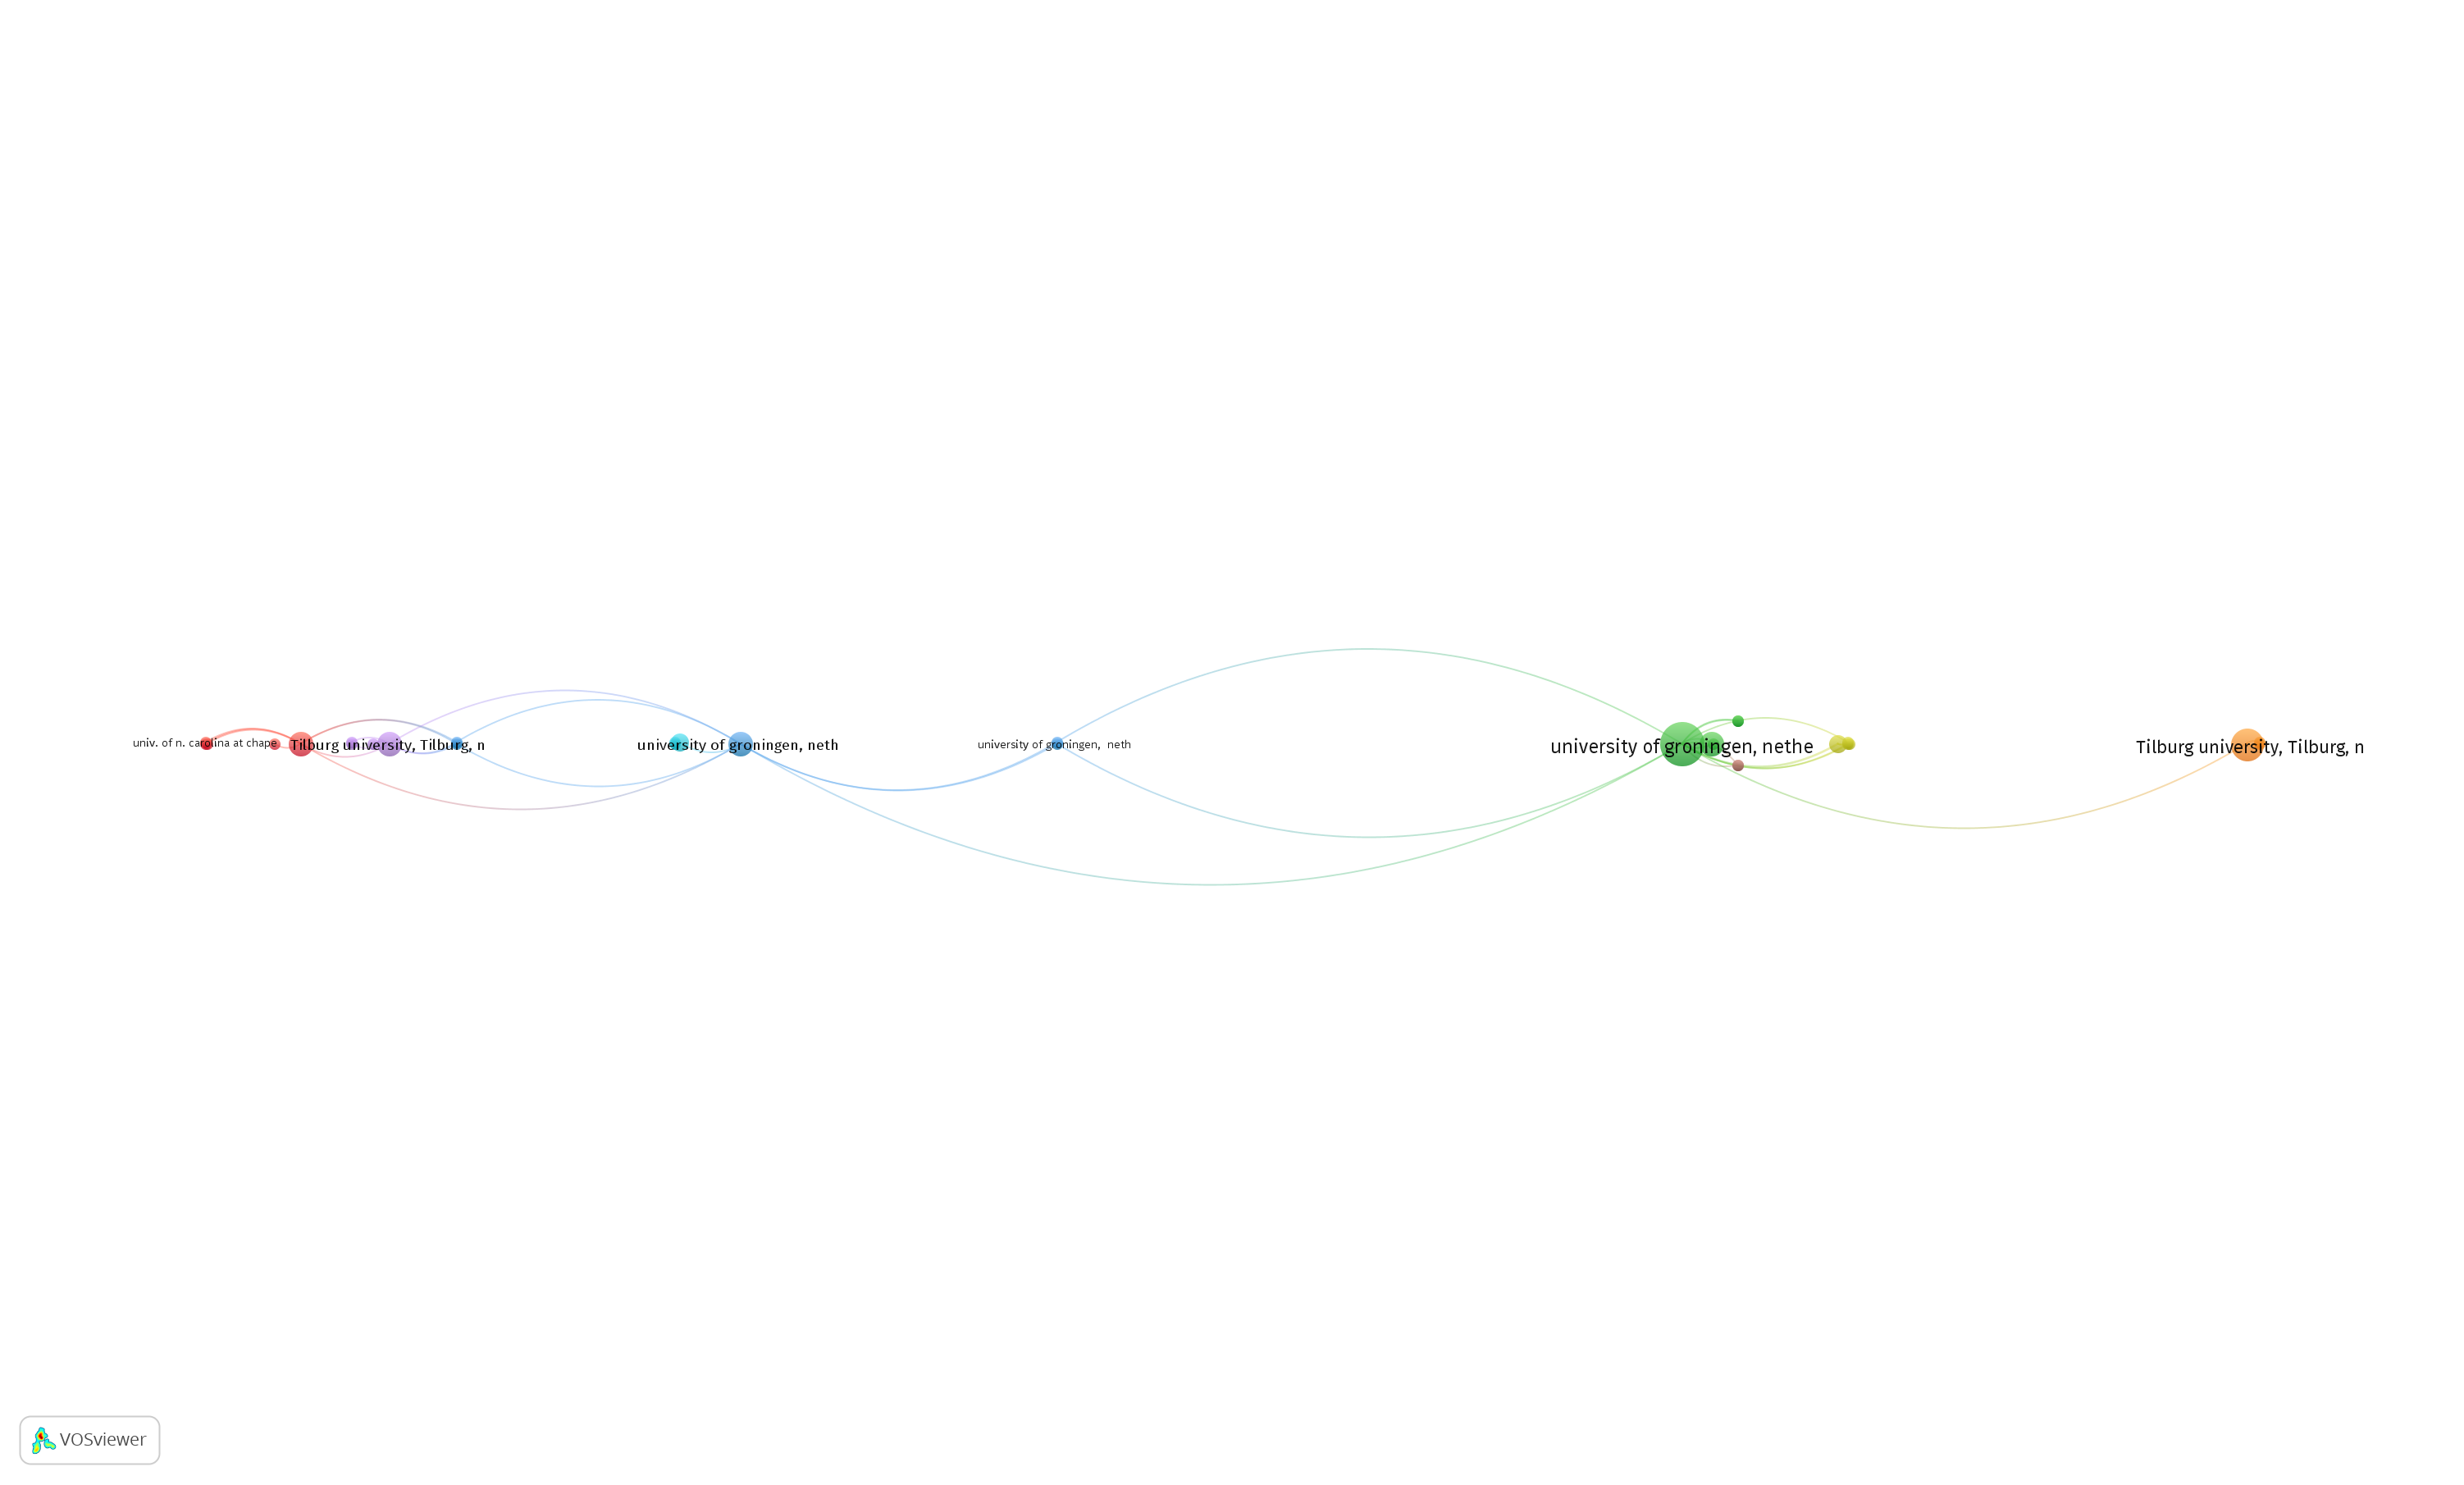 univ. of n. carolina at chape
Tilburg university, Tilburg, n
university of groningen, neth
university of groningen,  neth
university of groningen, nethe
Tilburg university, Tilburg, n
VOSviewer